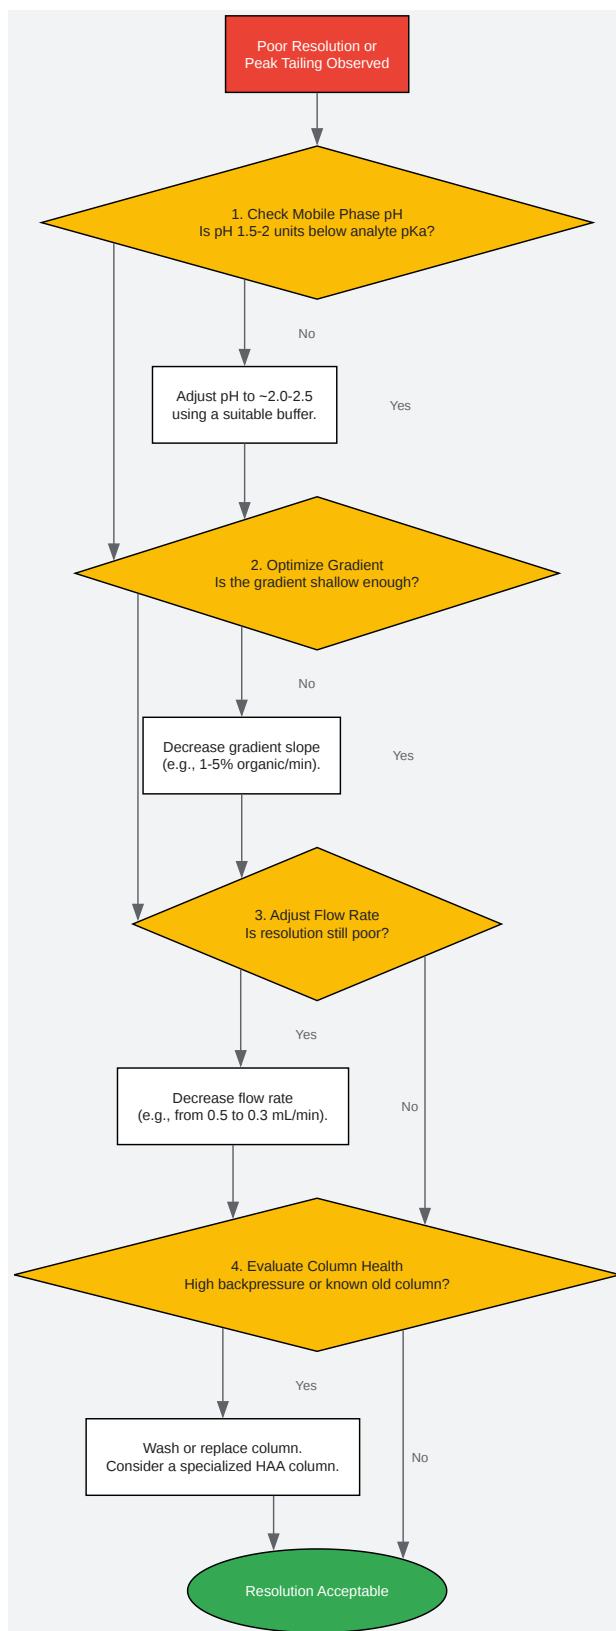 Poor Resolution or
Peak Tailing Observed
1. Check Mobile Phase pH
Is pH 1.5-2 units below analyte pKa?
No
Adjust pH to ~2.0-2.5
using a suitable buffer.
Yes
2. Optimize Gradient
Is the gradient shallow enough?
No
Decrease gradient slope
(e.g., 1-5% organic/min).
Yes
3. Adjust Flow Rate
Is resolution still poor?
Yes
Decrease flow rate
(e.g., from 0.5 to 0.3 mL/min).
No
4. Evaluate Column Health
High backpressure or known old column?
Yes
Wash or replace column.
Consider a specialized HAA column.
No
Resolution Acceptable